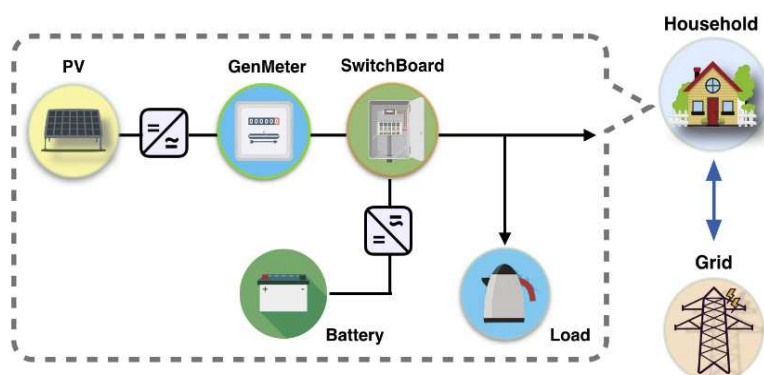 Household
PV
GenMeter
SwitchBoard
Battery
Load
Grid